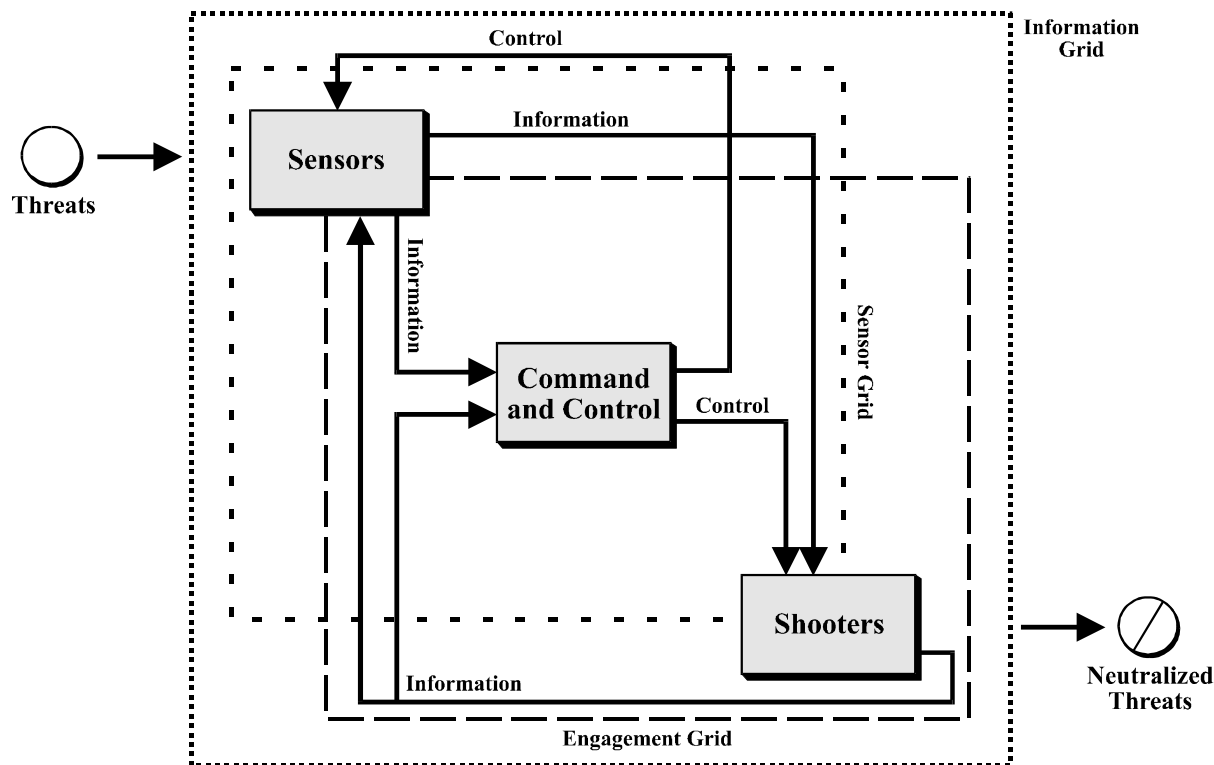 Control
Information
Grid
Information
Sensors
Threats
Information
Sensor Grid
Command
and Control
Control
Shooters
Information
Neutralized
Threats
Engagement Grid